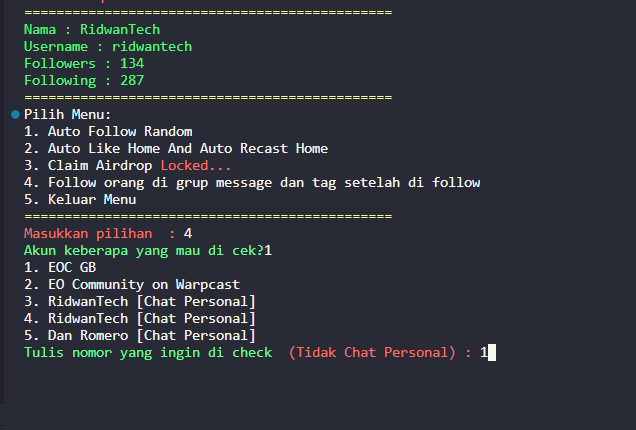 ==============================================
Nama : RidwanTech
Username : ridwantech
Followers : 134
Following : 287
==============================================
Pilih Menu:
1. Auto Follow Random
2. Auto Like Home And Auto Recast Home
3. Claim Airdrop Locked...
4. Follow orang di grup message dan tag setelah di follow
5. Keluar Menu
==============================================
Masukkan pilihan  : 4
Akun keberapa yang mau di cek?1
1. EOC GB
2. EO Community on Warpcast
3. RidwanTech [Chat Personal]
4. RidwanTech [Chat Personal]
5. Dan Romero [Chat Personal]
Tulis nomor yang ingin di check  (Tidak Chat Personal) : 1